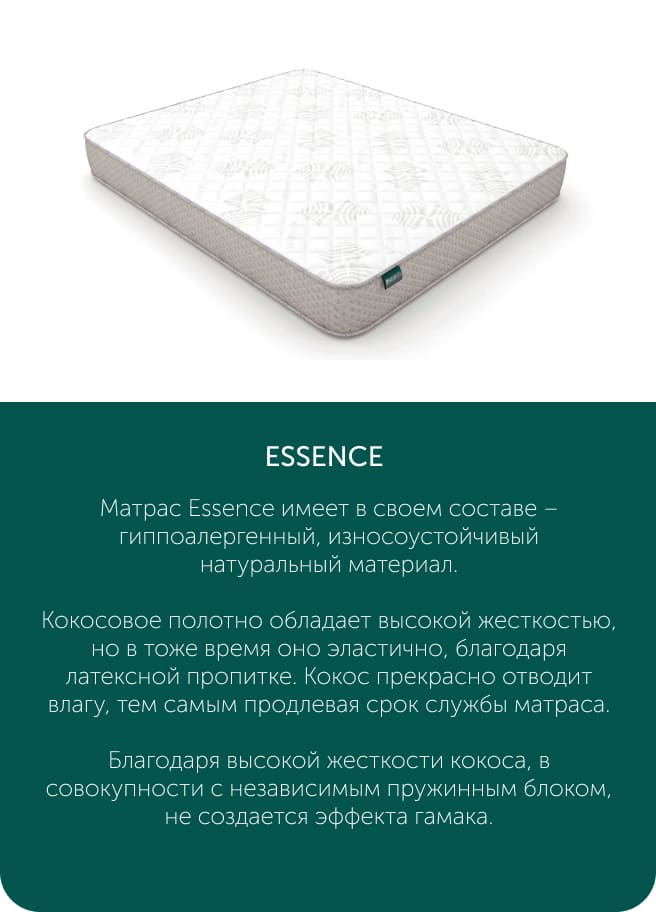 ESSENCE
Матрас Essence имеет в своем составе –
гиппоалергенный, износоустойчивый
натуральный материал.
Кокосовое полотно обладает высокой жесткостью,
но в тоже время оно эластично, благодаря
латексной пропитке. Кокос прекрасно отводит
влагу, тем самым продлевая срок службы матраса.
Благодаря высокой жесткости кокоса, в
совокупности с независимым пружинным блоком,
не создается эффекта гамака.